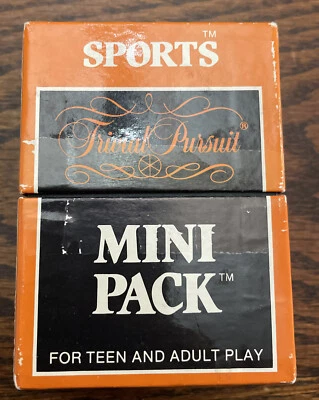 SPORTS™
Trivial Pursuit®
MINI
PACK™
FOR TEEN AND ADULT PLAY